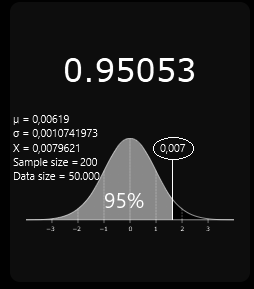 0.95053
μ = 0,00619
σ = 0,0010741973
X = 0,0079621
Sample size = 200
Data size = 50.000
0,007
95%
−3 −2 −1 0 1 2 3